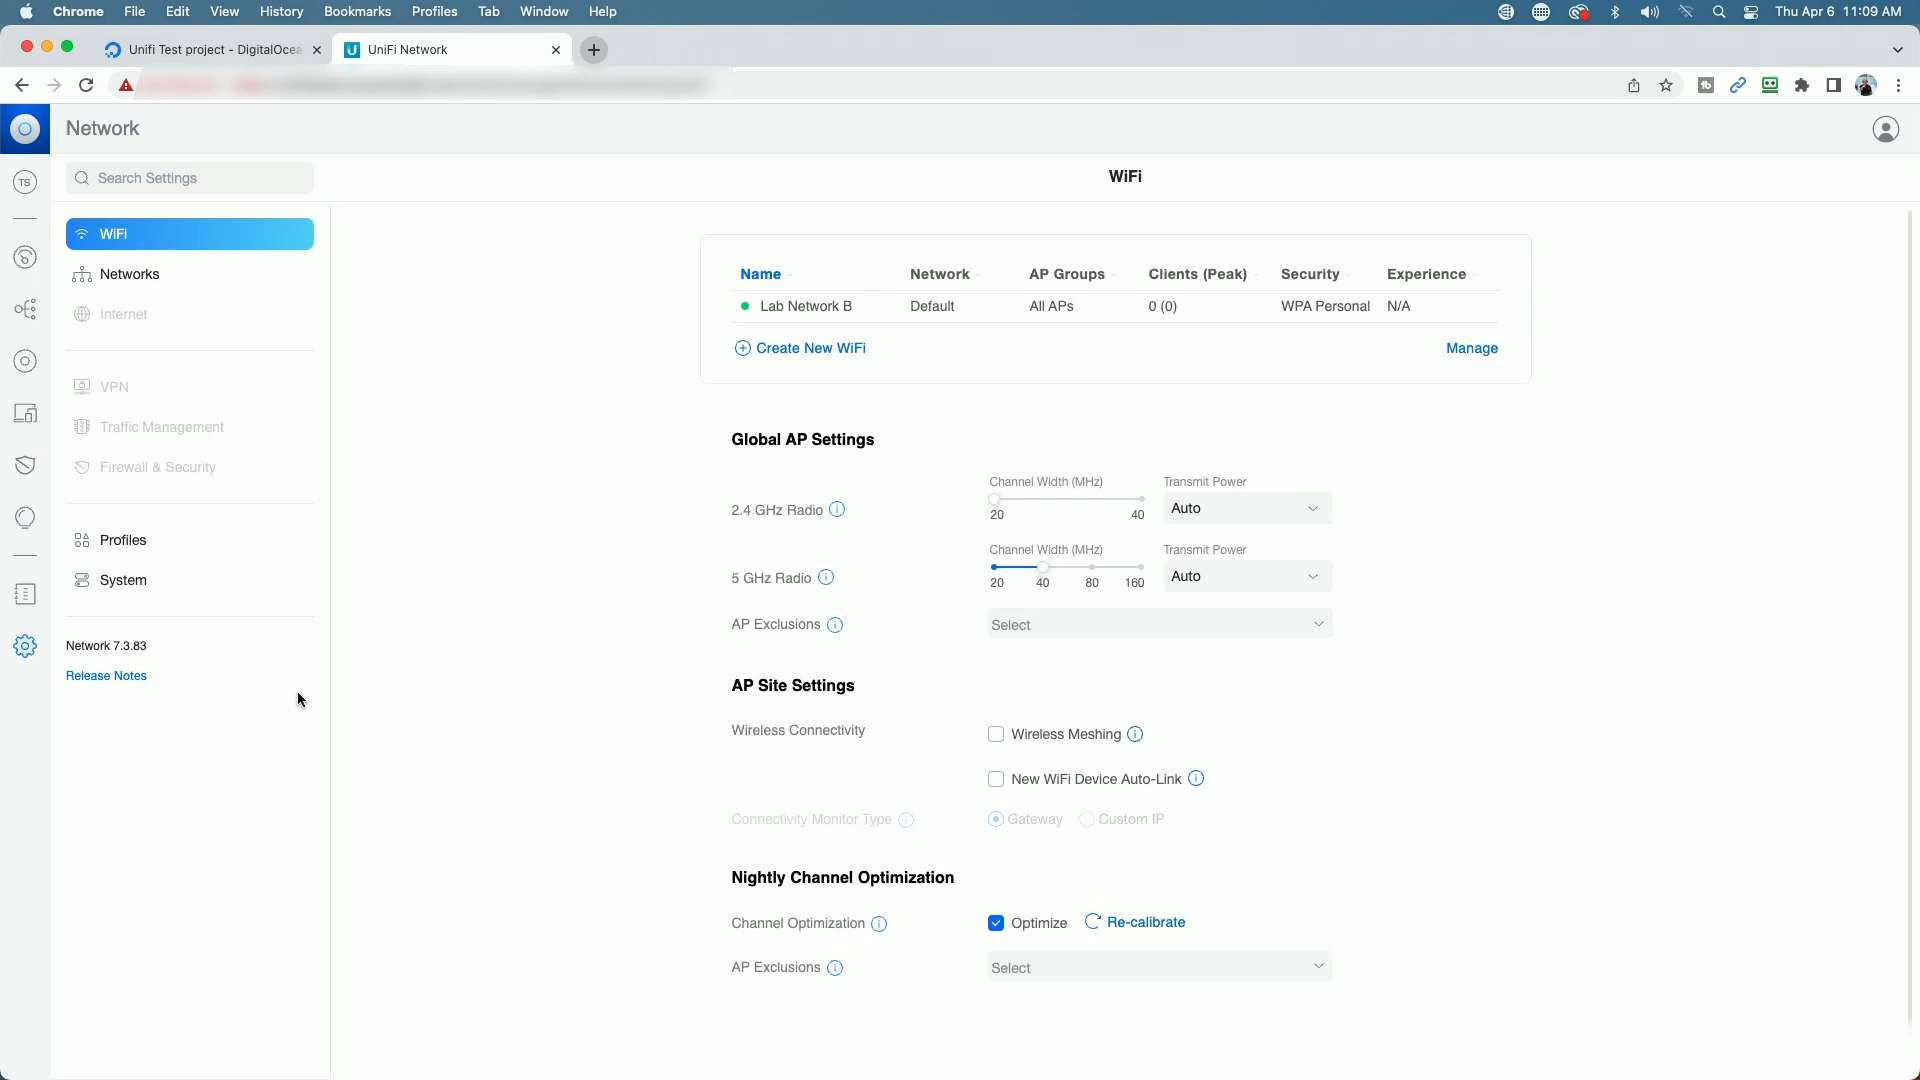 Chrome File Edit View History Bookmarks Profiles Tab Window Help Thu Apr 6 11:09 AM
Unifi Test project - DigitalOcea UniFi Network
Network
TS
Search Settings
WiFi
WiFi
Networks
Internet
VPN
Traffic Management
Firewall & Security
Profiles
System
Network 7.3.83
Release Notes
Name Network AP Groups Clients (Peak) Security Experience
Lab Network B Default All APs 0 (0) WPA Personal N/A
Create New WiFi Manage
Global AP Settings
Channel Width (MHz) Transmit Power
2.4 GHz Radio Auto
20 40
Channel Width (MHz) Transmit Power
5 GHz Radio Auto
20 40 80 160
AP Exclusions Select
AP Site Settings
Wireless Connectivity Wireless Meshing
New WiFi Device Auto-Link
Connectivity Monitor Type Gateway Custom IP
Nightly Channel Optimization
Channel Optimization Optimize Re-calibrate
AP Exclusions Select